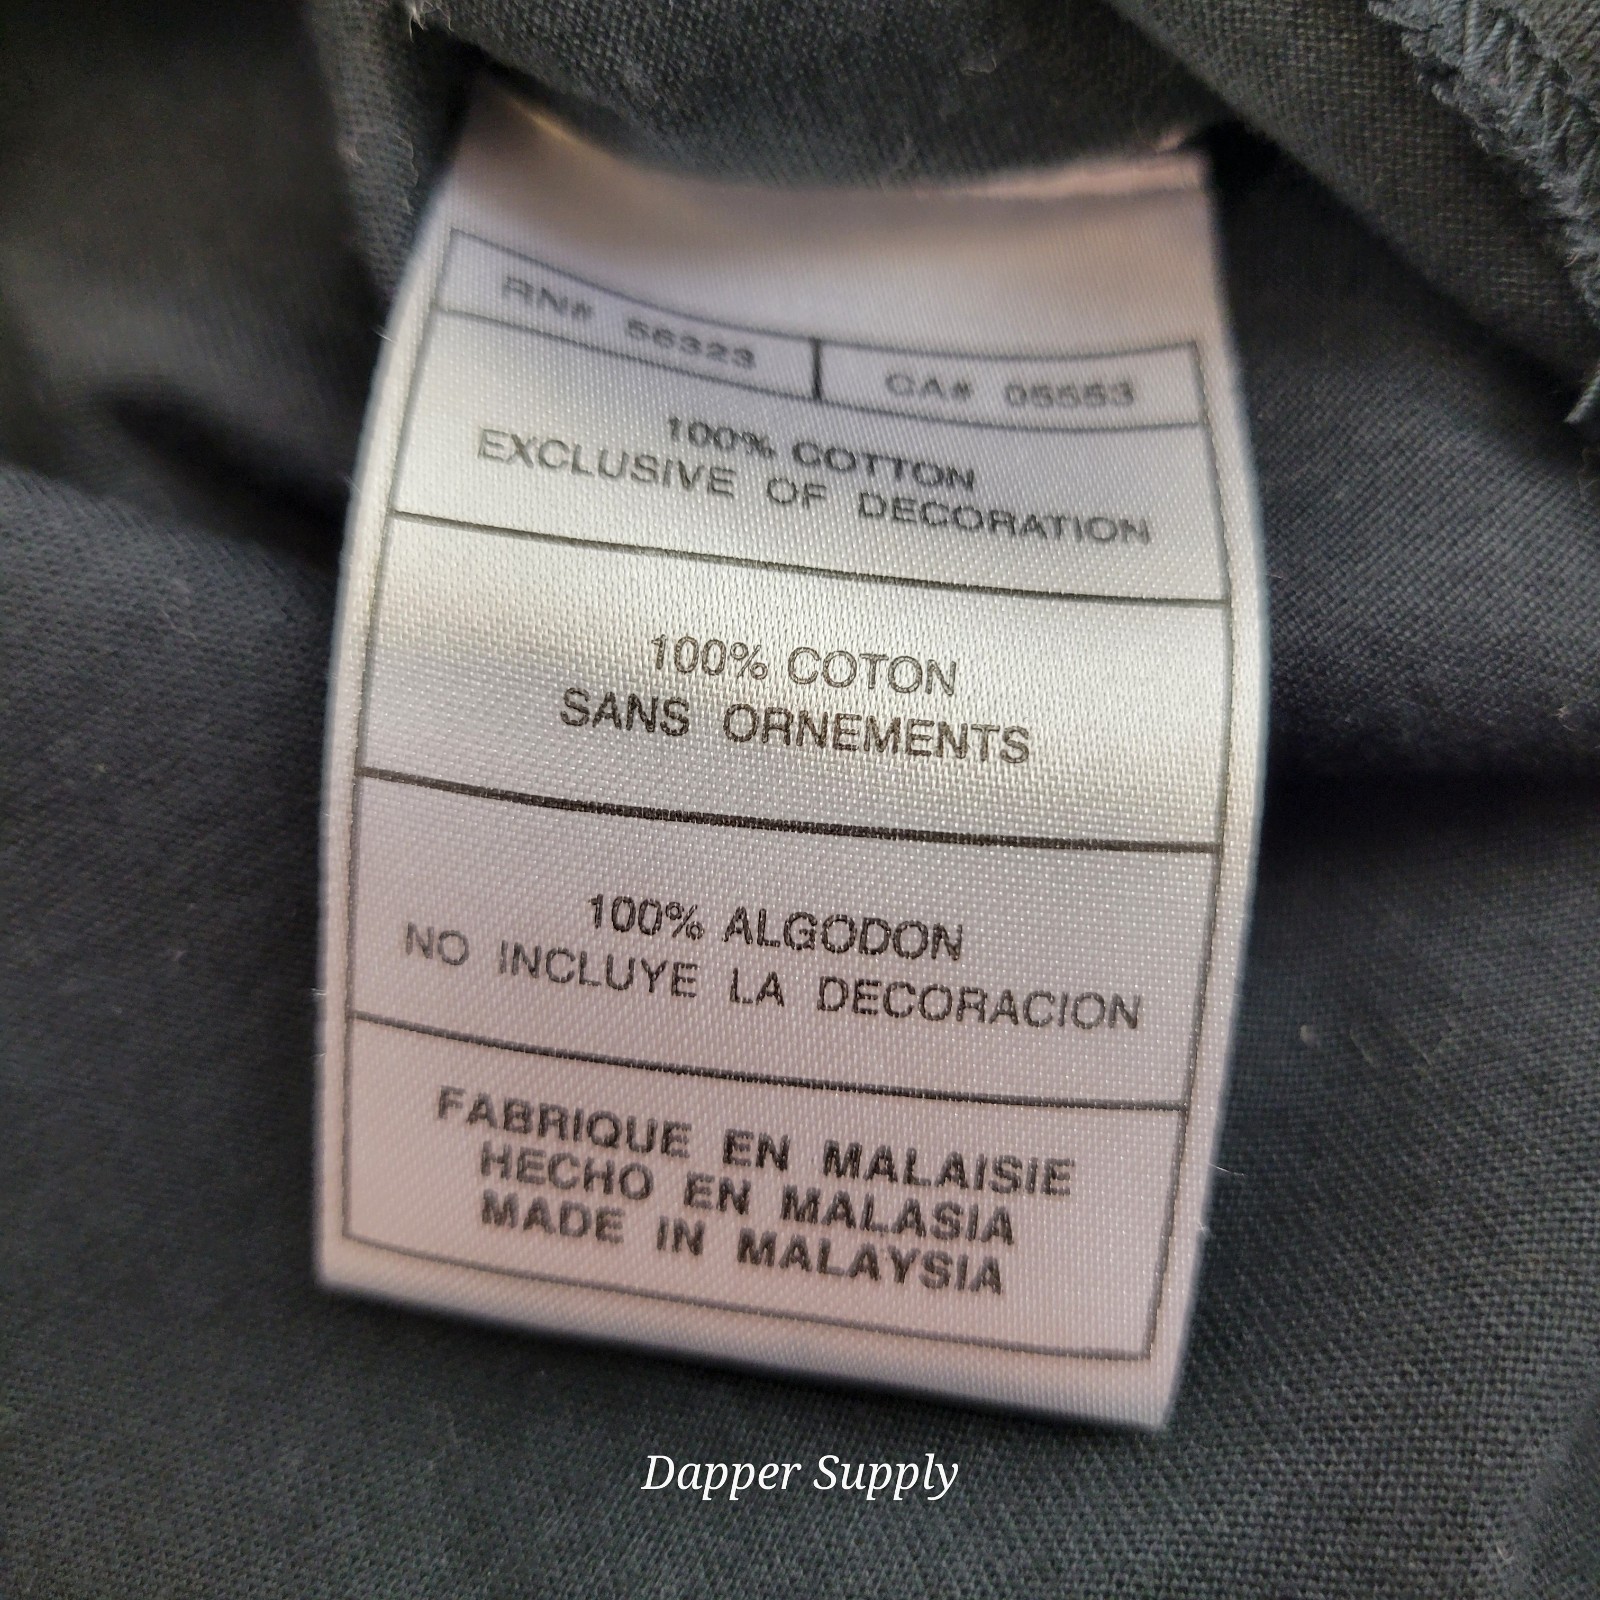 RN# 56323 CA# 05553
100% COTTON
EXCLUSIVE OF DECORATION
100% COTON
SANS ORNEMENTS
100% ALGODON
NO INCLUYE LA DECORACION
FABRIQUE EN MALAISIE
HECHO EN MALASIA
MADE IN MALAYSIA
Dapper Supply